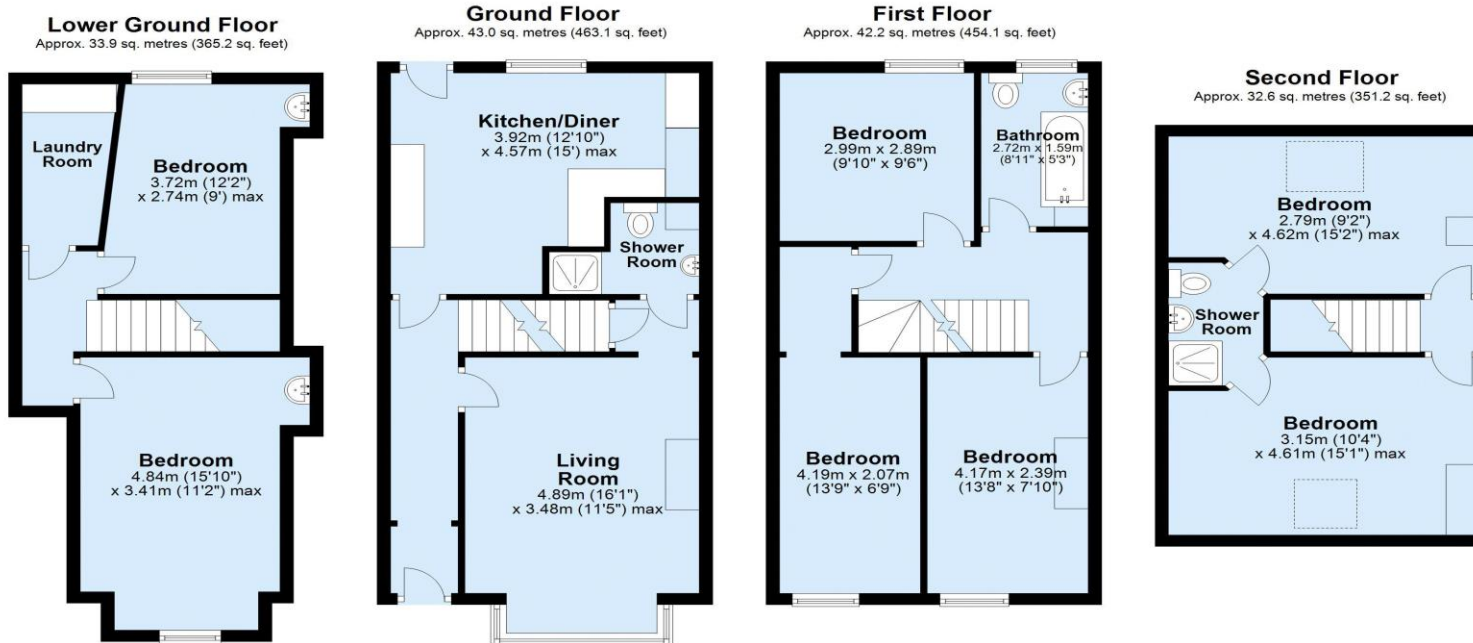 Lower Ground Floor
Approx. 33.9 sq. metres (365.2 sq. feet)
Laundry
Room
Bedroom
3.72m (12'2")
x 2.74m (9') max
Bedroom
4.84m (15'10")
x 3.41m (11'2") max
Ground Floor
Approx. 43.0 sq. metres (463.1 sq. feet)
Kitchen/Diner
3.92m (12'10")
x 4.57m (15') max
Shower
Room
Living
Room
4.89m (16'1")
x 3.48m (11'5") max
First Floor
Approx. 42.2 sq. metres (454.1 sq. feet)
Bedroom
2.99m x 2.89m
(9'10" x 9'6")
Bathroom
2.72m x 1.59m
(8'11" x 5'3")
Bedroom
4.19m x 2.07m
(13'9" x 6'9")
Bedroom
4.17m x 2.39m
(13'8" x 7'10")
Second Floor
Approx. 32.6 sq. metres (351.2 sq. feet)
Bedroom
2.79m (9'2")
x 4.62m (15'2") max
Shower
Room
Bedroom
3.15m (10'4")
x 4.61m (15'1") max